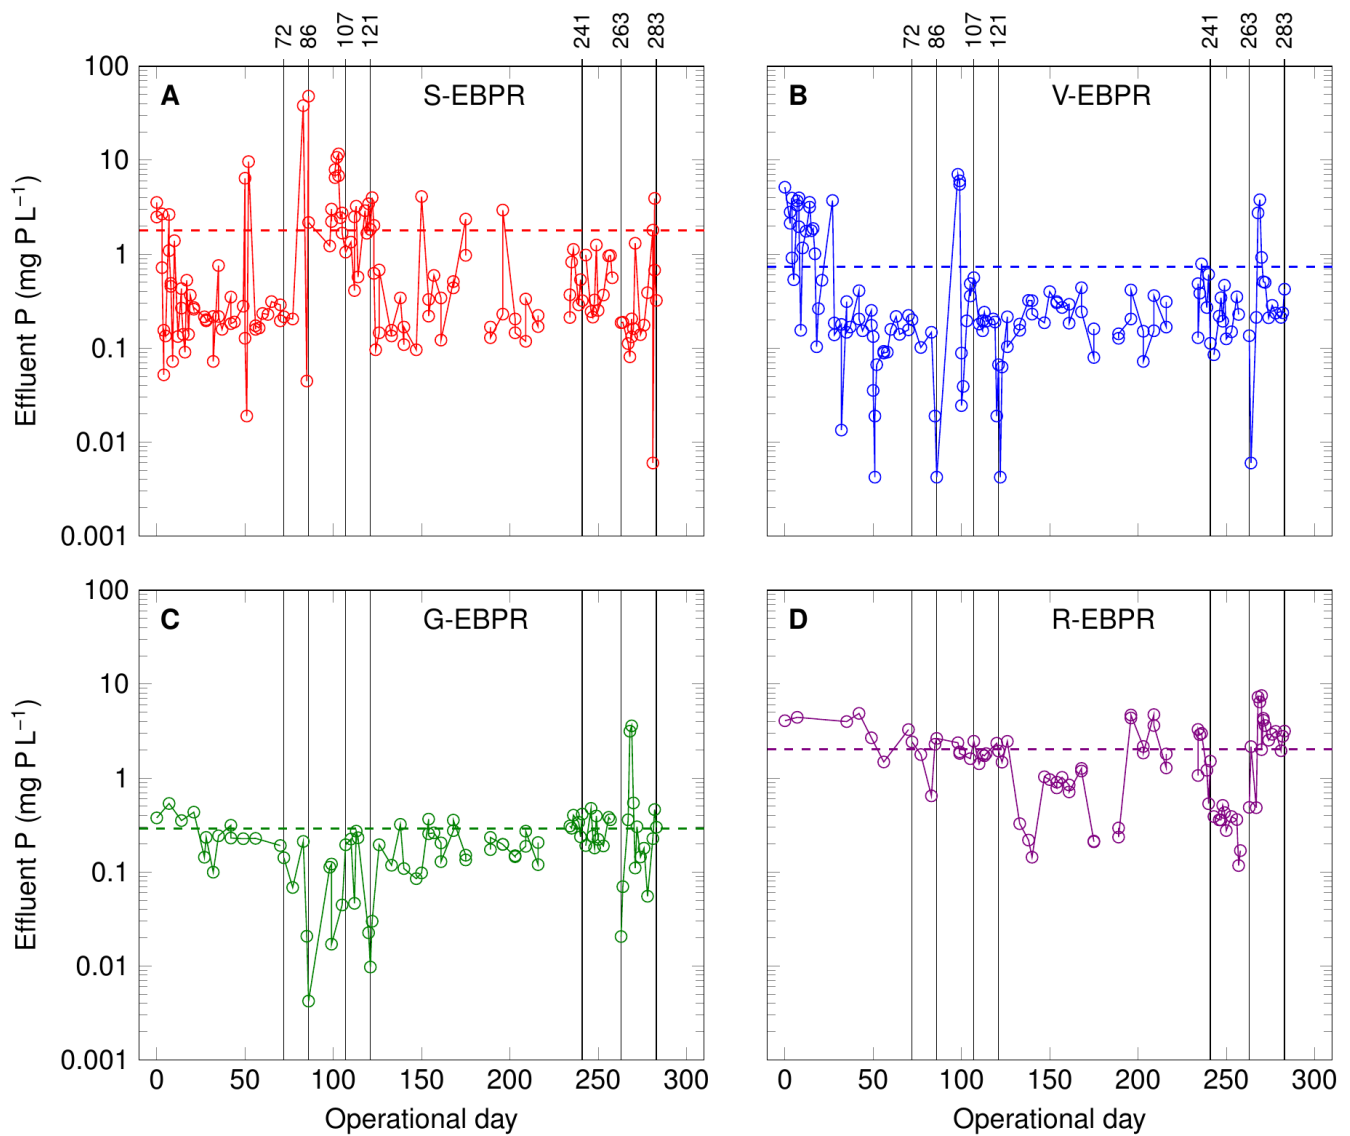 72 86 107 121 241 263 283
72 86 107 121 241 263 283
A S-EBPR
B V-EBPR
100
10
1
0.1
0.01
0.001
Effluent P (mg P L⁻¹)
C G-EBPR
D R-EBPR
100
10
1
0.1
0.01
0.001
Effluent P (mg P L⁻¹)
0 50 100 150 200 250 300
0 50 100 150 200 250 300
Operational day
Operational day